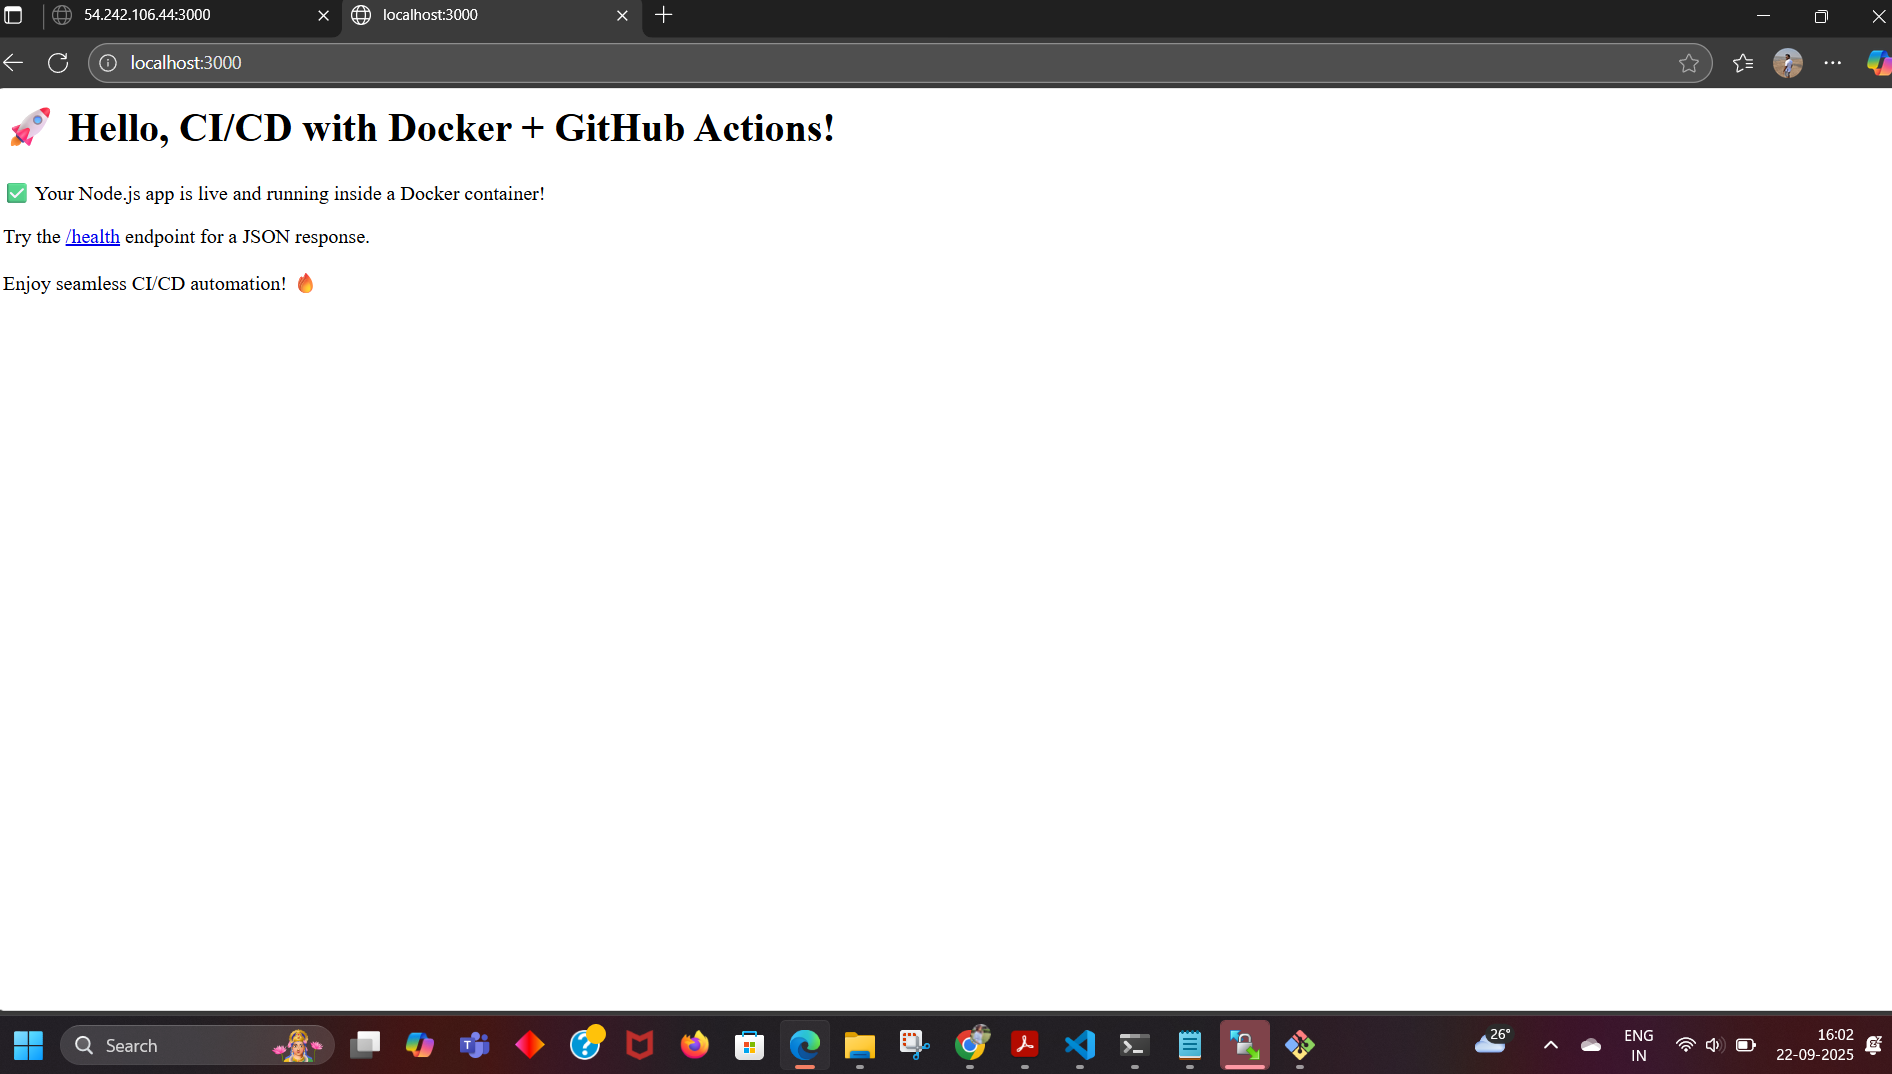 54.242.106.44:3000
localhost:3000
localhost:3000
🚀 Hello, CI/CD with Docker + GitHub Actions!
✅ Your Node.js app is live and running inside a Docker container!
Try the /health endpoint for a JSON response.
Enjoy seamless CI/CD automation! 🔥
Search
26°
ENG
IN
16:02
22-09-2025